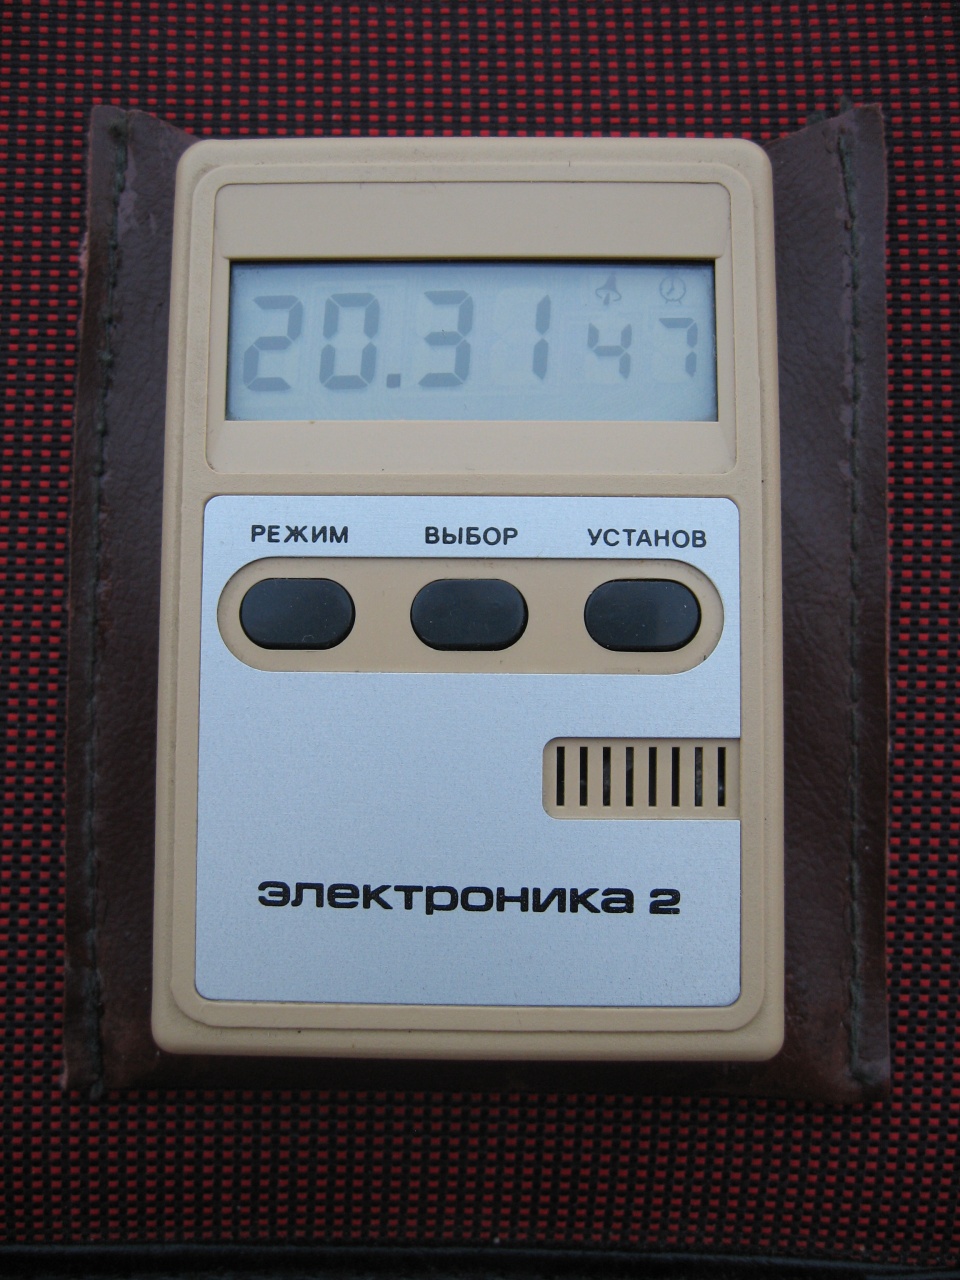 20.31 47
РЕЖИМ ВЫБОР УСТАНОВ
электроника 2